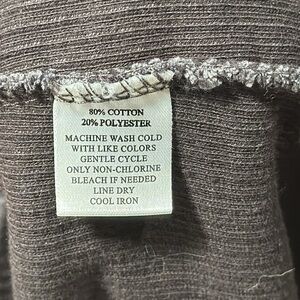 80% COTTON
20% POLYESTER
MACHINE WASH COLD
WITH LIKE COLORS
GENTLE CYCLE
ONLY NON-CHLORINE
BLEACH IF NEEDED
LINE DRY
COOL IRON